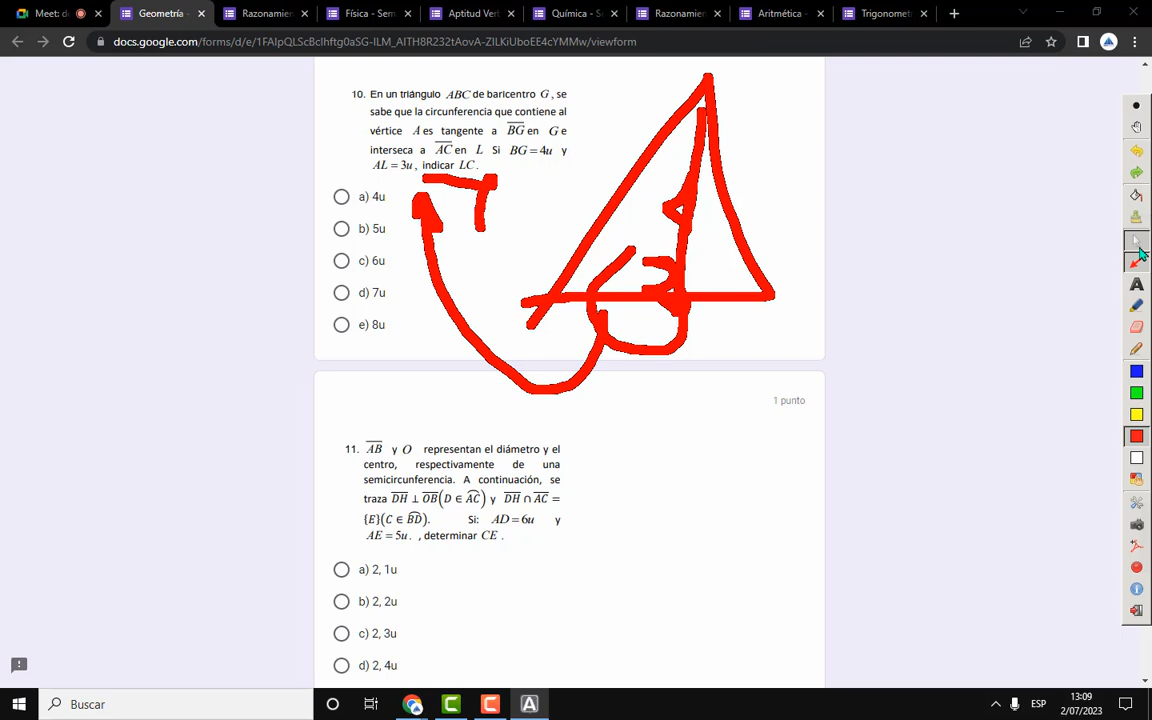 Meet: d
Geometría -
Razonamien
Física - Sem
Aptitud Verb
Química - Se
Razonamien
Aritmética -
Trigonomet
docs.google.com/forms/d/e/1FAIpQLScBcIhftg0aSG-ILM_AITH8R232tAovA-ZILKiUboEE4cYMMw/viewform
10. En un triángulo ABC de baricentro G , se
sabe que la circunferencia que contiene al
vértice A es tangente a BG en G e
interseca a AC en L Si BG = 4u y
AL = 3u , indicar LC .
a) 4u
b) 5u
c) 6u
d) 7u
e) 8u
1 punto
11. AB y O representan el diámetro y el
centro, respectivamente de una
semicircunferencia. A continuación, se
traza DH ⊥ OB(D ∈ AC) y DH ∩ AC =
{E}(C ∈ BD). Si: AD = 6u y
AE = 5u. , determinar CE .
a) 2, 1u
b) 2, 2u
c) 2, 3u
d) 2, 4u
A
Buscar
A
ESP
13:09
2/07/2023